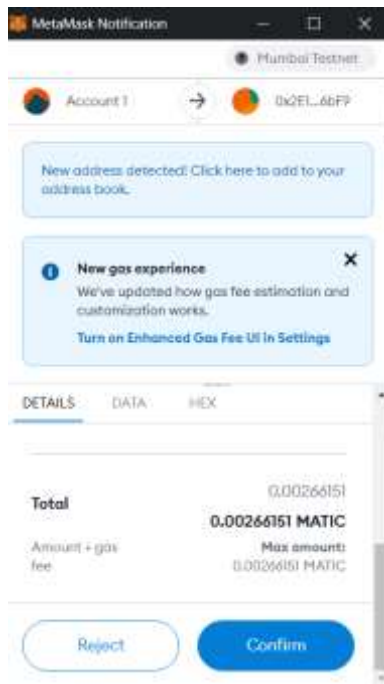 MetaMask Notification
Mumbai Testnet
Account 1
0x2E1...6bF9
New address detected! Click here to add to your
address book.
New gas experience
We've updated how gas fee estimation and
customization works.
Turn on Enhanced Gas Fee UI in Settings
DETAILS DATA HEX
0.00266151
Total
0.00266151 MATIC
Amount + gas Max amount:
fee 0.00266151 MATIC
Reject Confirm